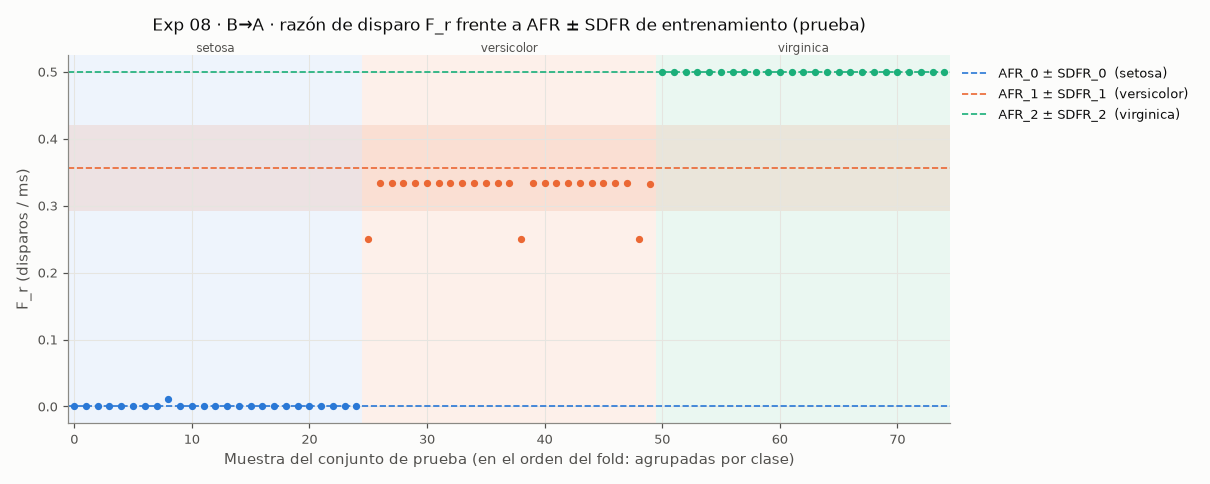 Exp 08 · B→A · razón de disparo F_r frente a AFR ± SDFR de entrenamiento (prueba)
setosa versicolor virginica
AFR_0 ± SDFR_0 (setosa)
AFR_1 ± SDFR_1 (versicolor)
AFR_2 ± SDFR_2 (virginica)
F_r (disparos / ms)
0.5
0.4
0.3
0.2
0.1
0.0
0 10 20 30 40 50 60 70
Muestra del conjunto de prueba (en el orden del fold: agrupadas por clase)